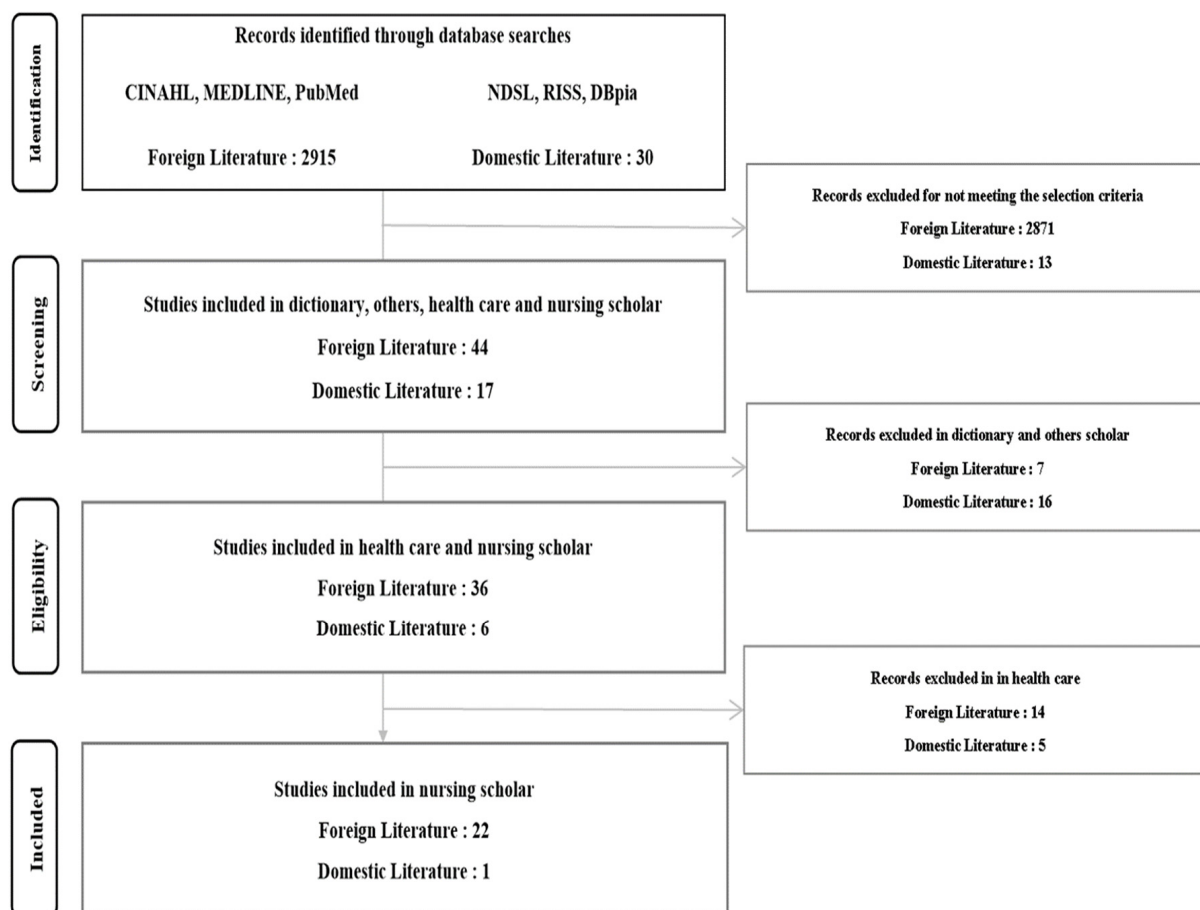 Identification
Records identified through database searches
CINAHL, MEDLINE, PubMed
NDSL, RISS, DBpia
Foreign Literature : 2915
Domestic Literature : 30
Records excluded for not meeting the selection criteria
Foreign Literature : 2871
Domestic Literature : 13
Screening
Studies included in dictionary, others, health care and nursing scholar
Foreign Literature : 44
Domestic Literature : 17
Records excluded in dictionary and others scholar
Foreign Literature : 7
Domestic Literature : 16
Eligibility
Studies included in health care and nursing scholar
Foreign Literature : 36
Domestic Literature : 6
Records excluded in in health care
Foreign Literature : 14
Domestic Literature : 5
Included
Studies included in nursing scholar
Foreign Literature : 22
Domestic Literature : 1